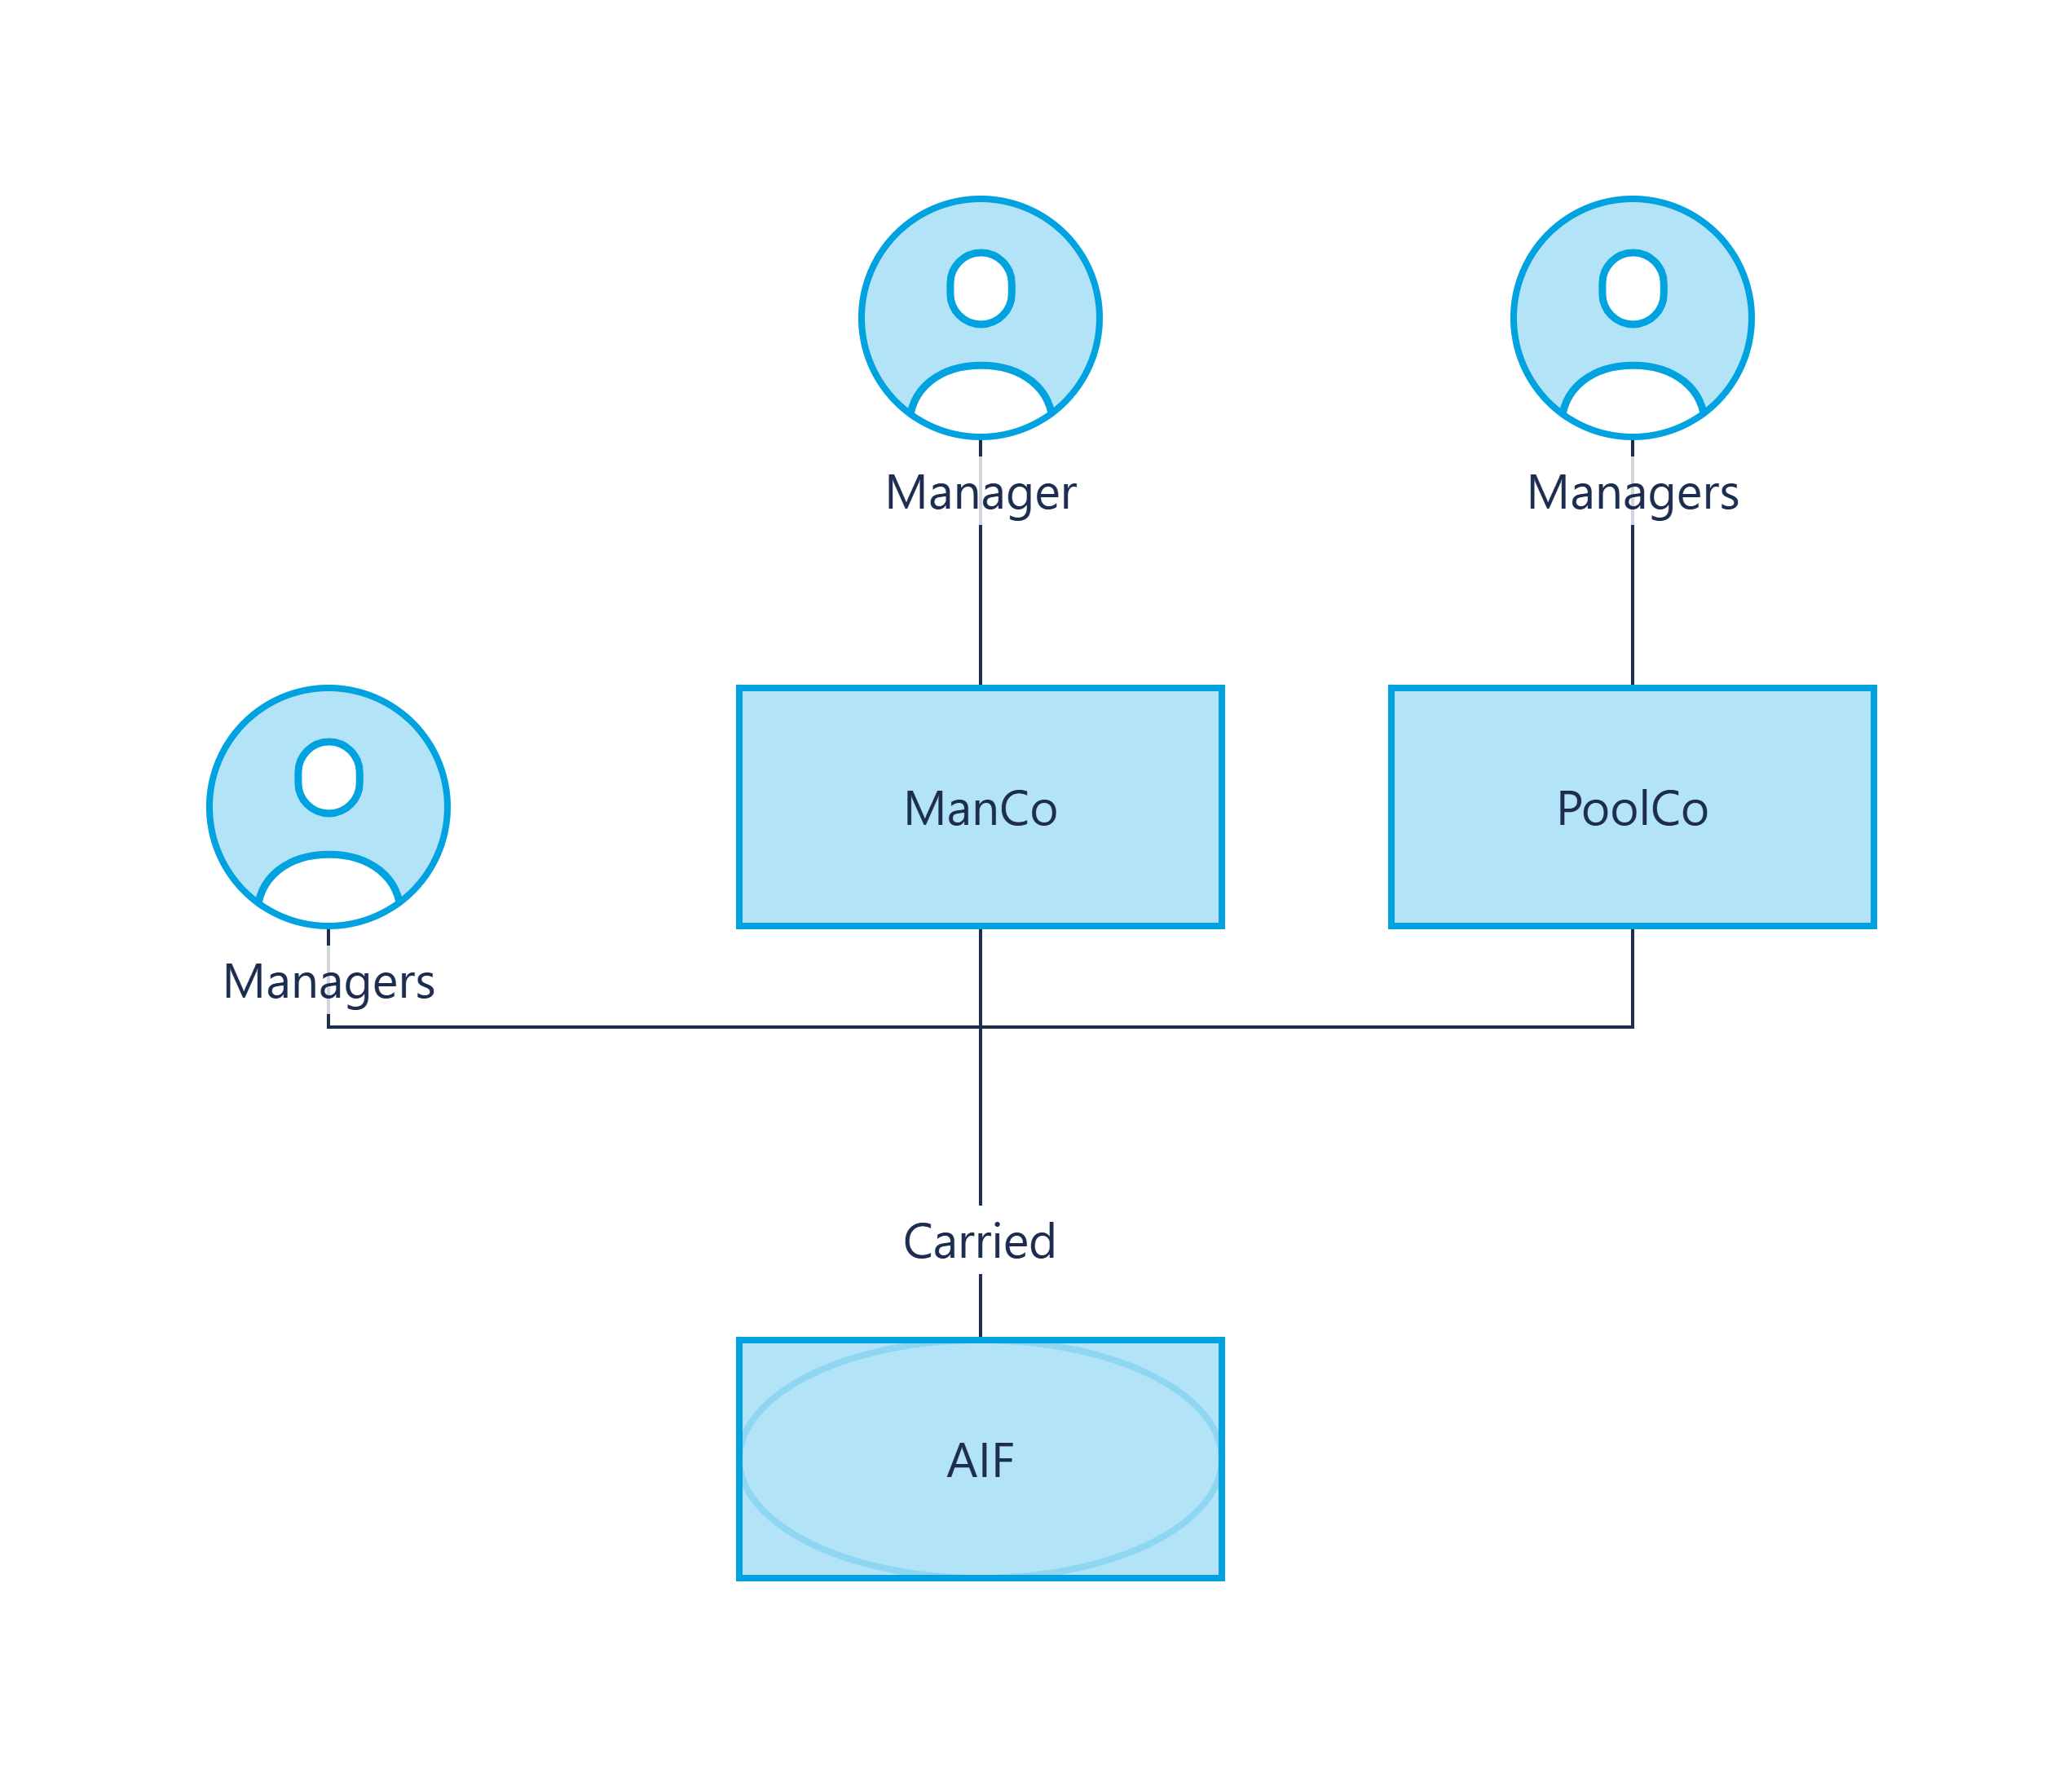 Manager
Managers
ManCo
PoolCo
Managers
Carried
AIF